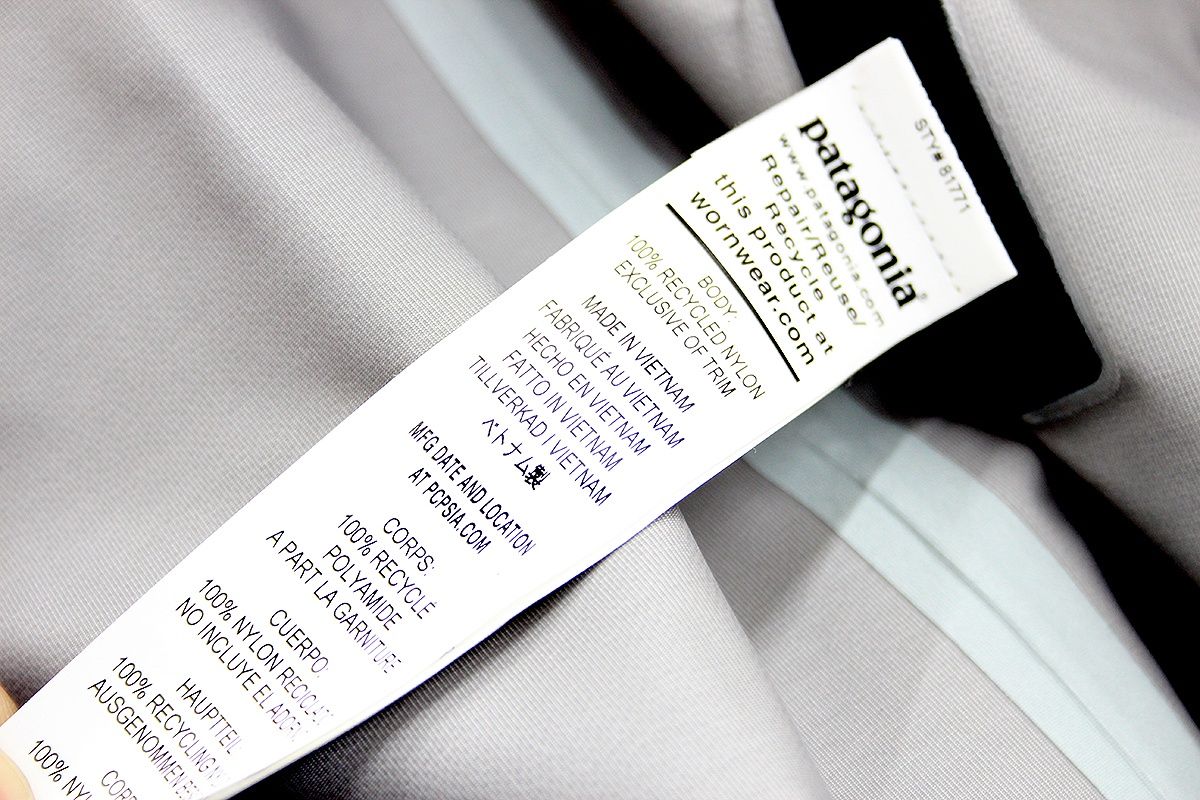 STY# 81771
patagonia®
www.patagonia.com
Repair/Reuse/
Recycle
this product at
wornwear.com
BODY:
100% RECYCLED NYLON
EXCLUSIVE OF TRIM
MADE IN VIETNAM
FABRIQUÉ AU VIETNAM
HECHO EN VIETNAM
FATTO IN VIETNAM
TILLVERKAD I VIETNAM
ベトナム製
MFG DATE AND LOCATION
AT PCPSIA.COM
CORPS:
100% RECYCLÉ
POLYAMIDE
A PART LA GARNITURE
CUERPO:
100% NYLON
NO INCLUYE EL
HAUPTTEIL:
100% RECYCLING
AUSGENOMMEN
100%